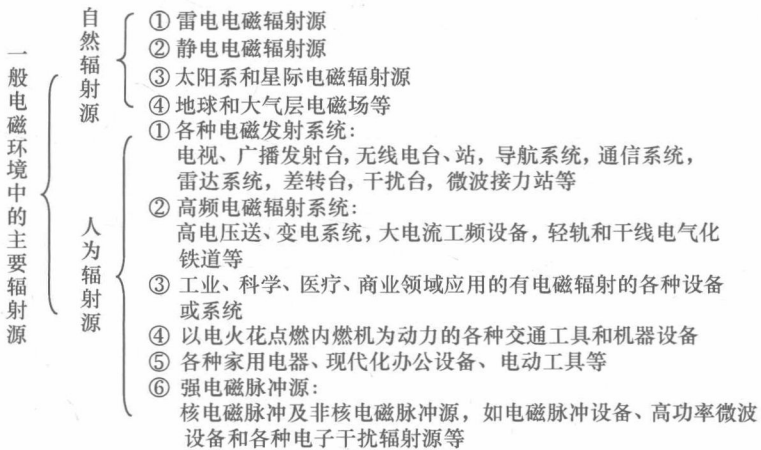 一般电磁环境中的主要辐射源
自然辐射源
① 雷电电磁辐射源
② 静电电磁辐射源
③ 太阳系和星际电磁辐射源
④ 地球和大气层电磁场等
人为辐射源
① 各种电磁发射系统：
电视、广播发射台，无线电台、站，导航系统，通信系统，
雷达系统，差转台，干扰台，微波接力站等
② 高频电磁辐射系统：
高电压送、变电系统，大电流工频设备，轻轨和干线电气化
铁道等
③ 工业、科学、医疗、商业领域应用的有电磁辐射的各种设备
或系统
④ 以电火花点燃内燃机为动力的各种交通工具和机器设备
⑤ 各种家用电器、现代化办公设备、电动工具等
⑥ 强电磁脉冲源：
核电磁脉冲及非核电磁脉冲源，如电磁脉冲设备、高功率微波
设备和各种电子干扰辐射源等